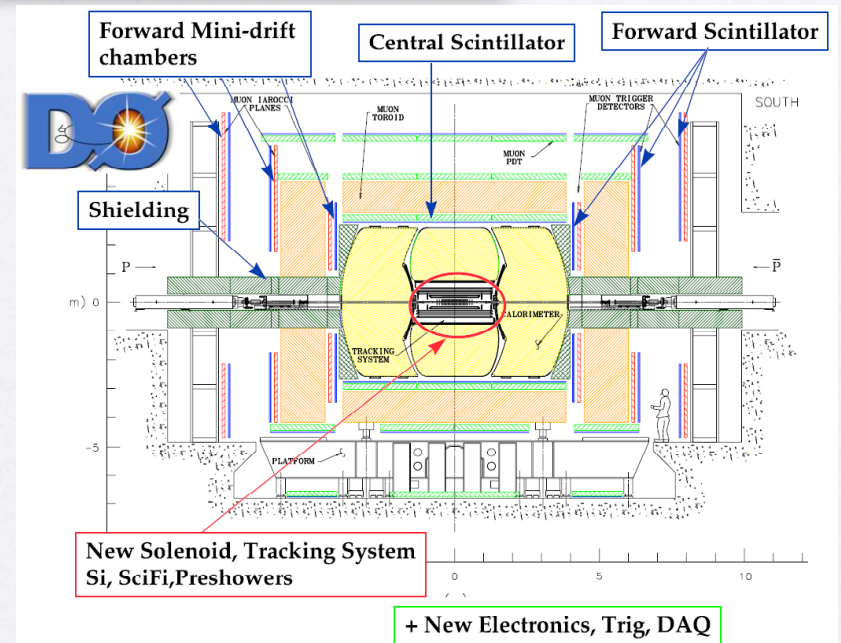 Forward Mini-drift
chambers
Central Scintillator
Forward Scintillator
DØ
MUON IAROCCI
PLANES
MUON
TOROID
MUON TRIGGER
DETECTORS
SOUTH
MUON
PDT
Shielding
P
P̅
m) 0
CALORIMETER
TRACKING
SYSTEM
-5
PLATFORM
New Solenoid, Tracking System
Si, SciFi,Preshowers
0 5 10
+ New Electronics, Trig, DAQ